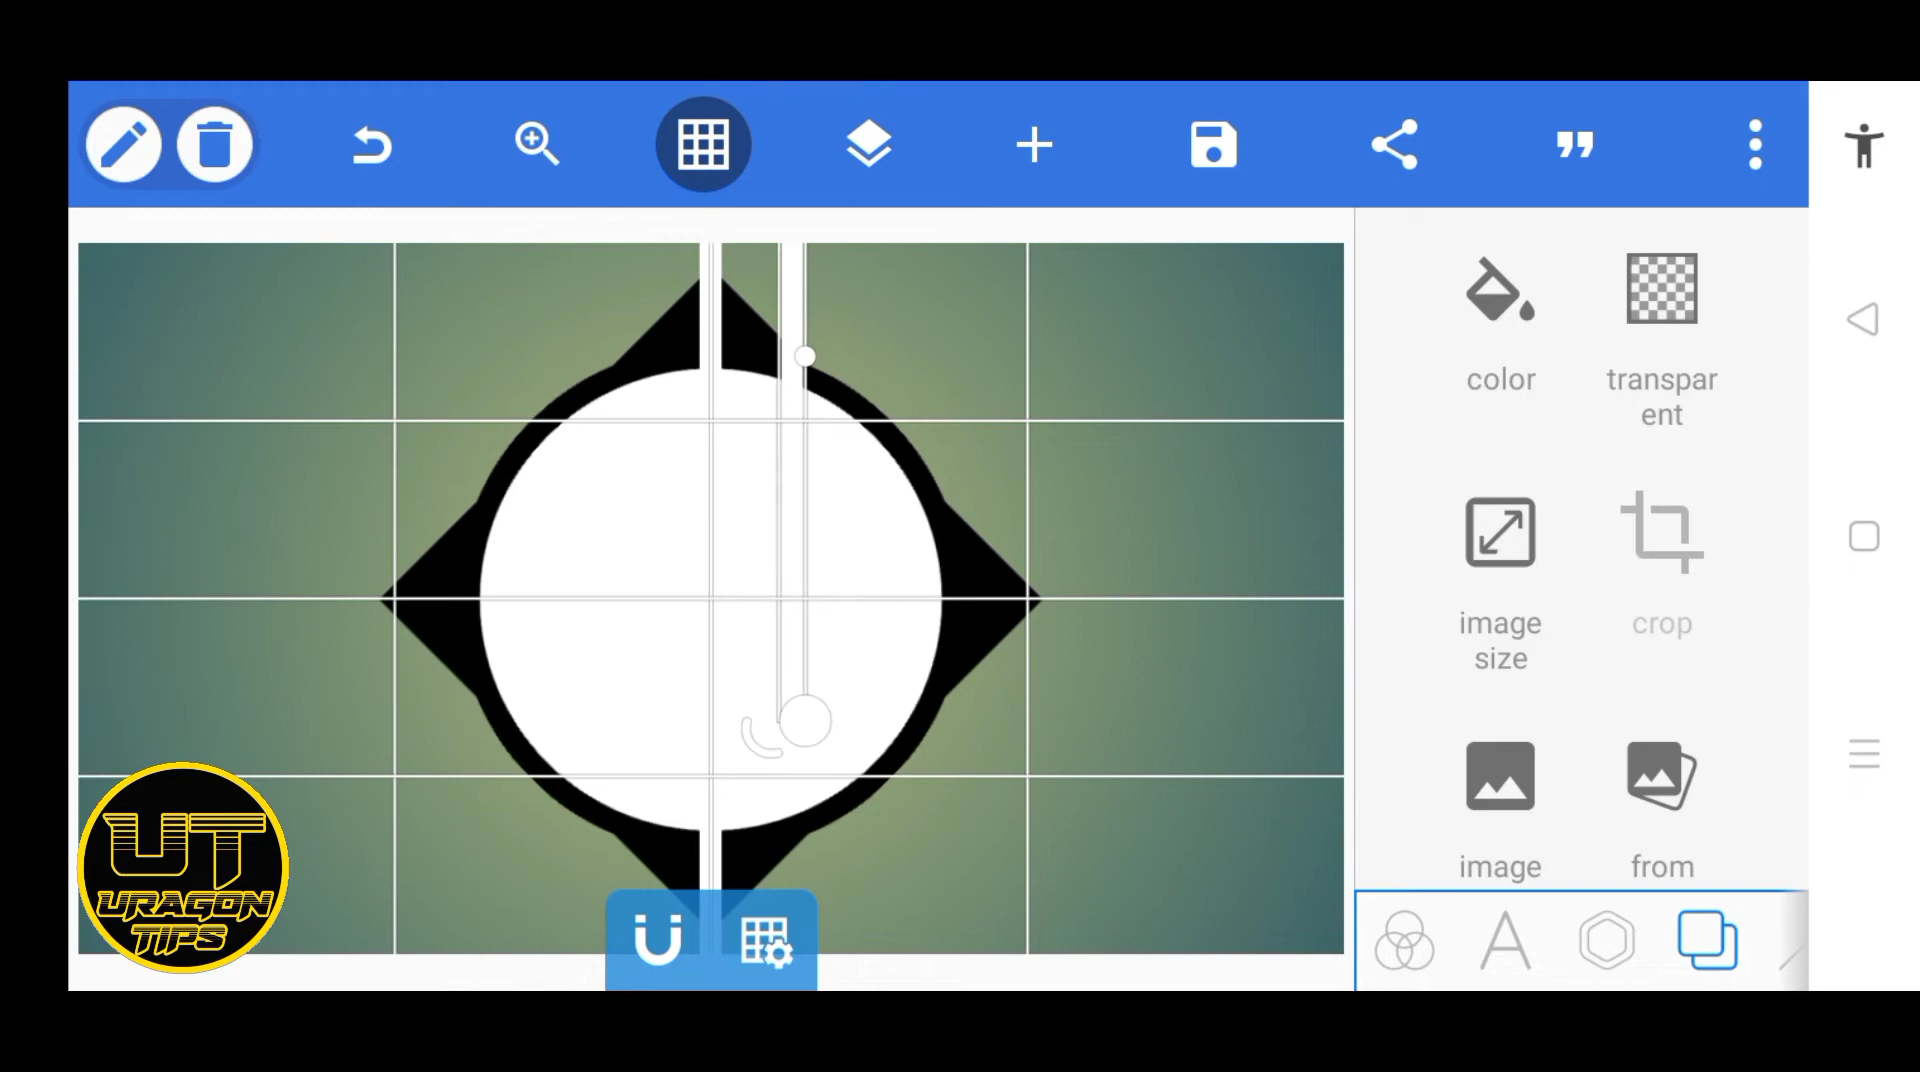 color
transpar
ent
image
size
crop
image
from
UT
URAGON
TIPS